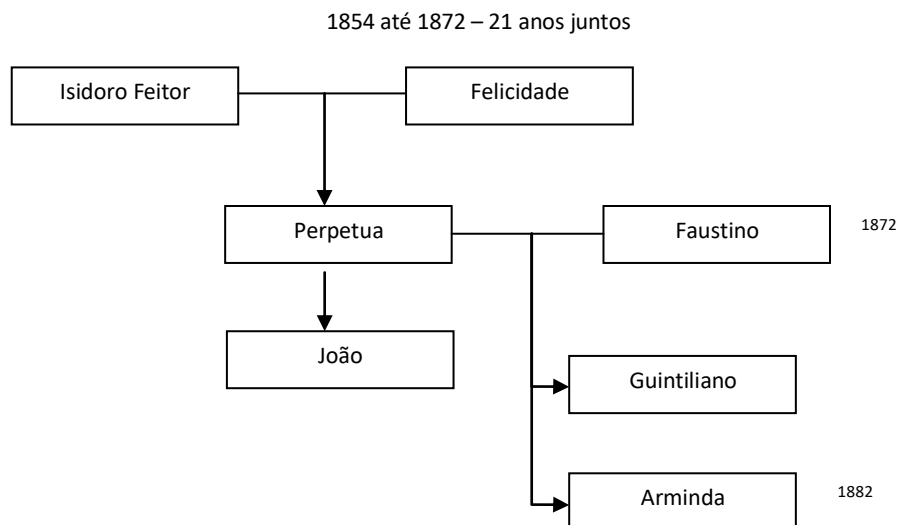 1854 até 1872 – 21 anos juntos
Isidoro Feitor
Felicidade
Perpetua
Faustino
1872
João
Guintiliano
Arminda
1882